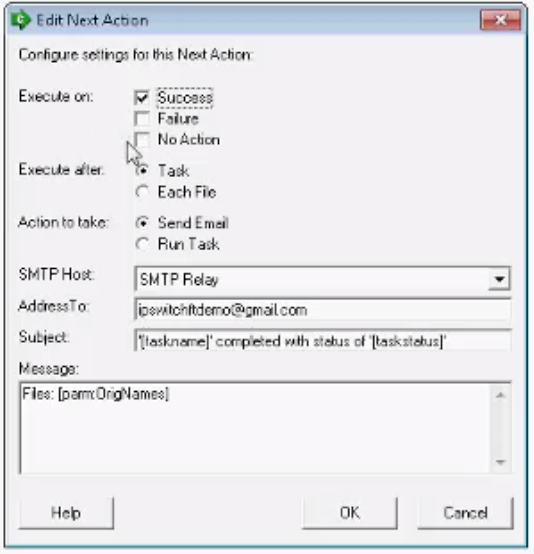 Edit Next Action
Configure settings for this Next Action:
Execute on:
Success
Failure
No Action
Execute after:
Task
Each File
Action to take:
Send Email
Run Task
SMTP Host:
SMTP Relay
AddressTo:
ipswitchftdemo@gmail.com
Subject:
'[taskname]' completed with status of '[taskstatus]'
Message:
Files: [parm:OrigNames]
Help
OK
Cancel